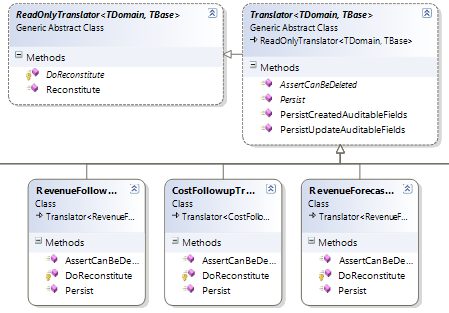 ReadOnlyTranslator<TDomain, TBase>
Generic Abstract Class
Methods
DoReconstitute
Reconstitute
Translator<TDomain, TBase>
Generic Abstract Class
ReadOnlyTranslator<TDomain, TBase>
Methods
AssertCanBeDeleted
Persist
PersistCreatedAuditableFields
PersistUpdateAuditableFields
RevenueFollow...
Class
Translator<RevenueF...
Methods
AssertCanBeDe...
DoReconstitute
Persist
CostFollowupTr...
Class
Translator<CostFollo...
Methods
AssertCanBeDe...
DoReconstitute
Persist
RevenueForecas...
Class
Translator<RevenueF...
Methods
AssertCanBeDe...
DoReconstitute
Persist